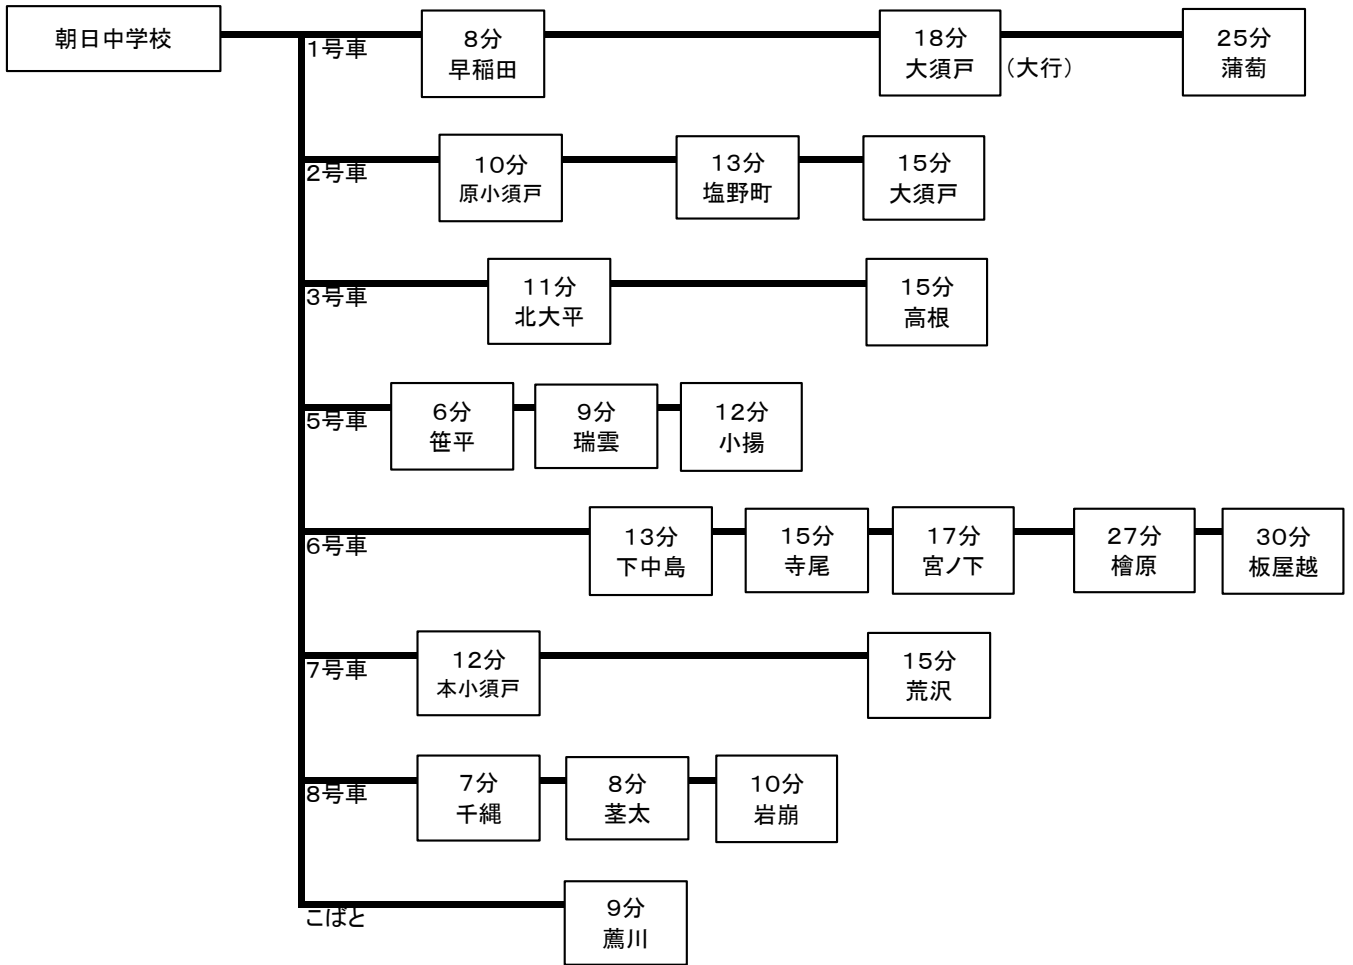 朝日中学校
1号車
8分
早稲田
18分
大須戸
(大行)
25分
蒲萄
2号車
10分
原小須戸
13分
塩野町
15分
大須戸
3号車
11分
北大平
15分
高根
5号車
6分
笹平
9分
瑞雲
12分
小揚
6号車
13分
下中島
15分
寺尾
17分
宮ノ下
27分
檜原
30分
板屋越
7号車
12分
本小須戸
15分
荒沢
8号車
7分
千縄
8分
茎太
10分
岩崩
こばと
9分
薦川